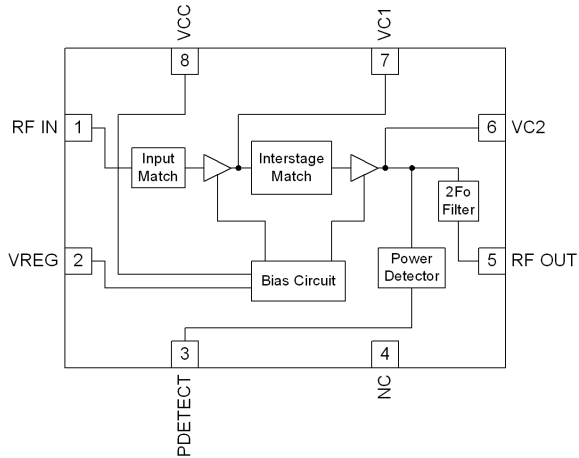 VCC
VC1
8
7
RF IN
1
6
VC2
Input
Match
Interstage
Match
2Fo
Filter
VREG
2
Bias Circuit
Power
Detector
5
RF OUT
3
4
PDETECT
NC